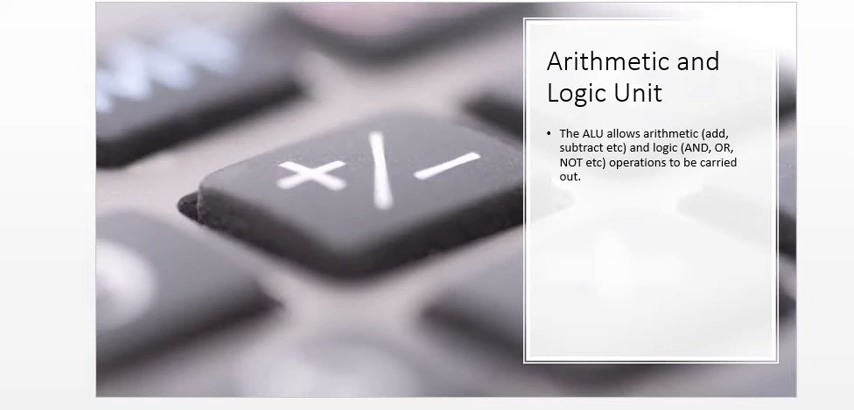 +/-
Arithmetic and
Logic Unit
• The ALU allows arithmetic (add,
subtract etc) and logic (AND, OR,
NOT etc) operations to be carried
out.